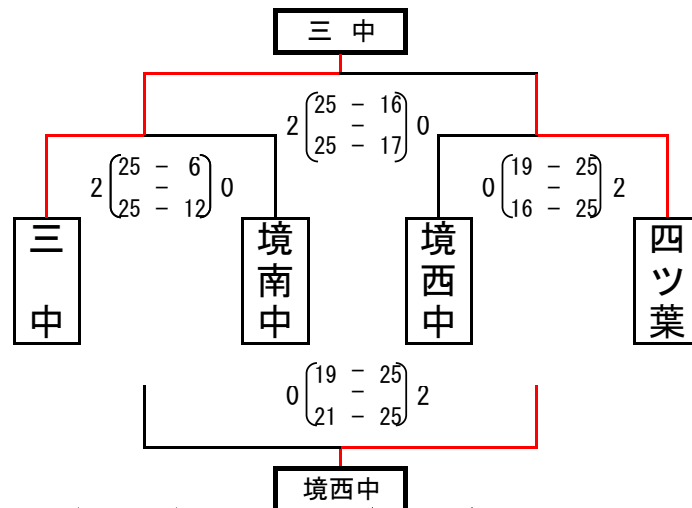 三 中
25 - 16
2 - 0
25 - 17
25 - 6
2 - 0
25 - 12
19 - 25
0 - 2
16 - 25
三中
境南中
境西中
四ツ葉
19 - 25
0 - 2
21 - 25
境西中